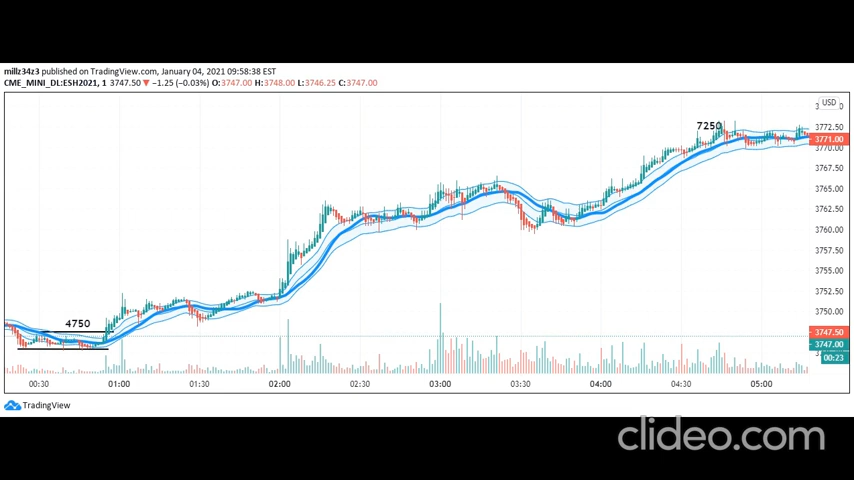 millz34z3 published on TradingView.com, January 04, 2021 09:58:38 EST
CME_MINI_DL:ESH2021, 1 3747.50 ▼ −1.25 (−0.03%) O:3747.00 H:3748.00 L:3746.25 C:3747.00
USD
7250
3772.50
3771.00
3770.00
3767.50
3765.00
3762.50
3760.00
3757.50
3755.00
3752.50
3750.00
4750
3747.50
3747.00
00:23
00:30 01:00 01:30 02:00 02:30 03:00 03:30 04:00 04:30 05:00
TradingView
clideo.com